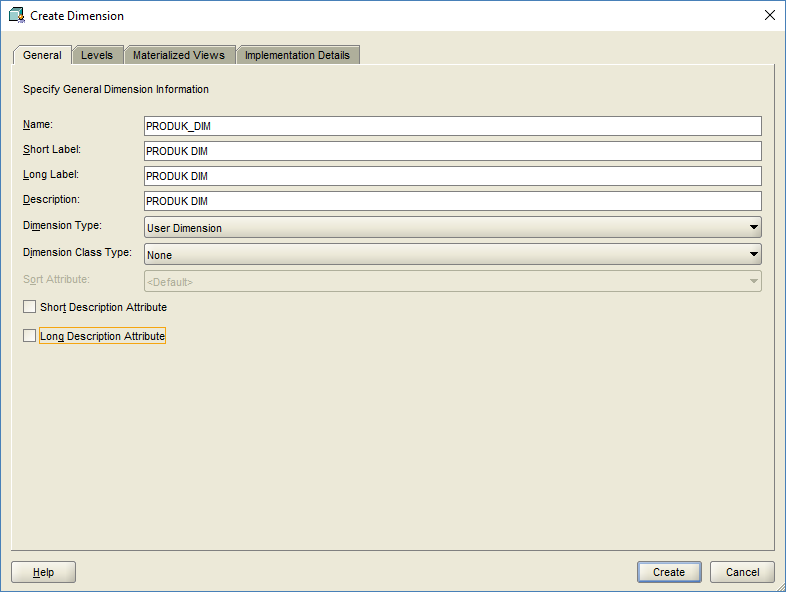 Create Dimension
General Levels Materialized Views Implementation Details
Specify General Dimension Information
Name: PRODUK_DIM
Short Label: PRODUK DIM
Long Label: PRODUK DIM
Description: PRODUK DIM
Dimension Type: User Dimension
Dimension Class Type: None
Sort Attribute: <Default>
Short Description Attribute
Long Description Attribute
Help Create Cancel